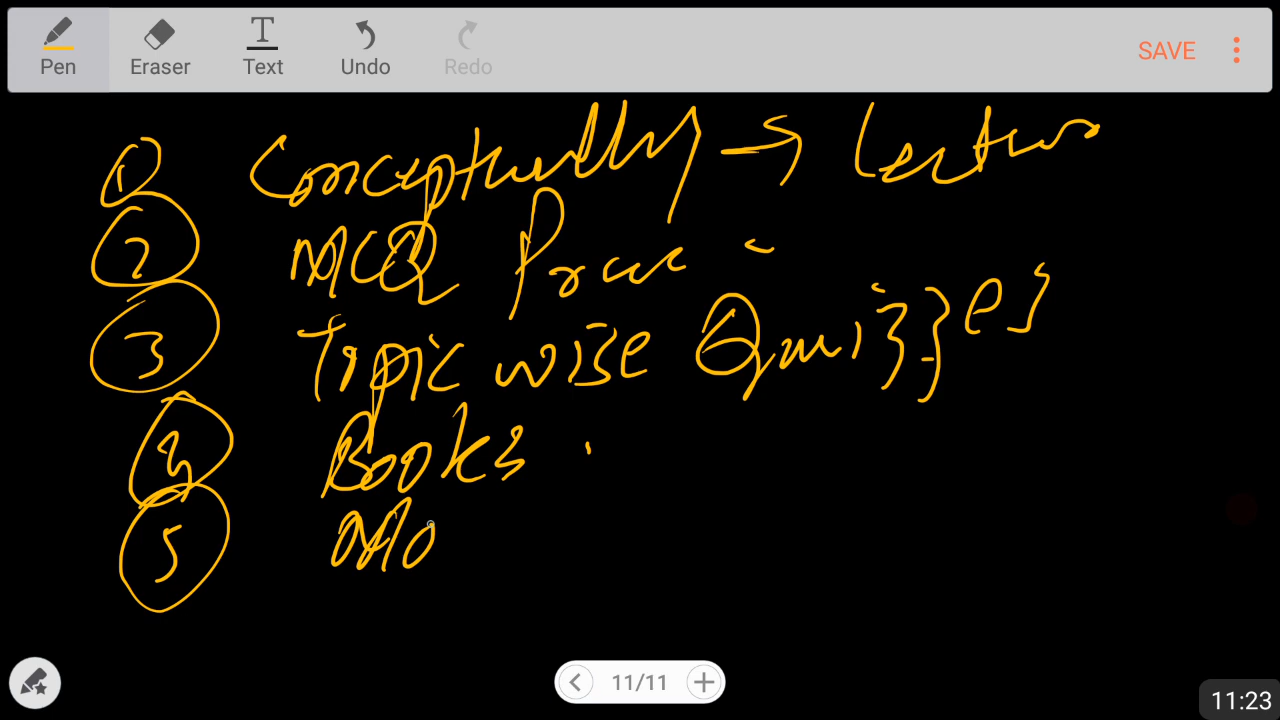 Pen Eraser Text Undo Redo SAVE
① Conceptually → Lectures
② MCQ
③ Topic wise Quizzes
④ Books
⑤ Mo
11/11
11:23